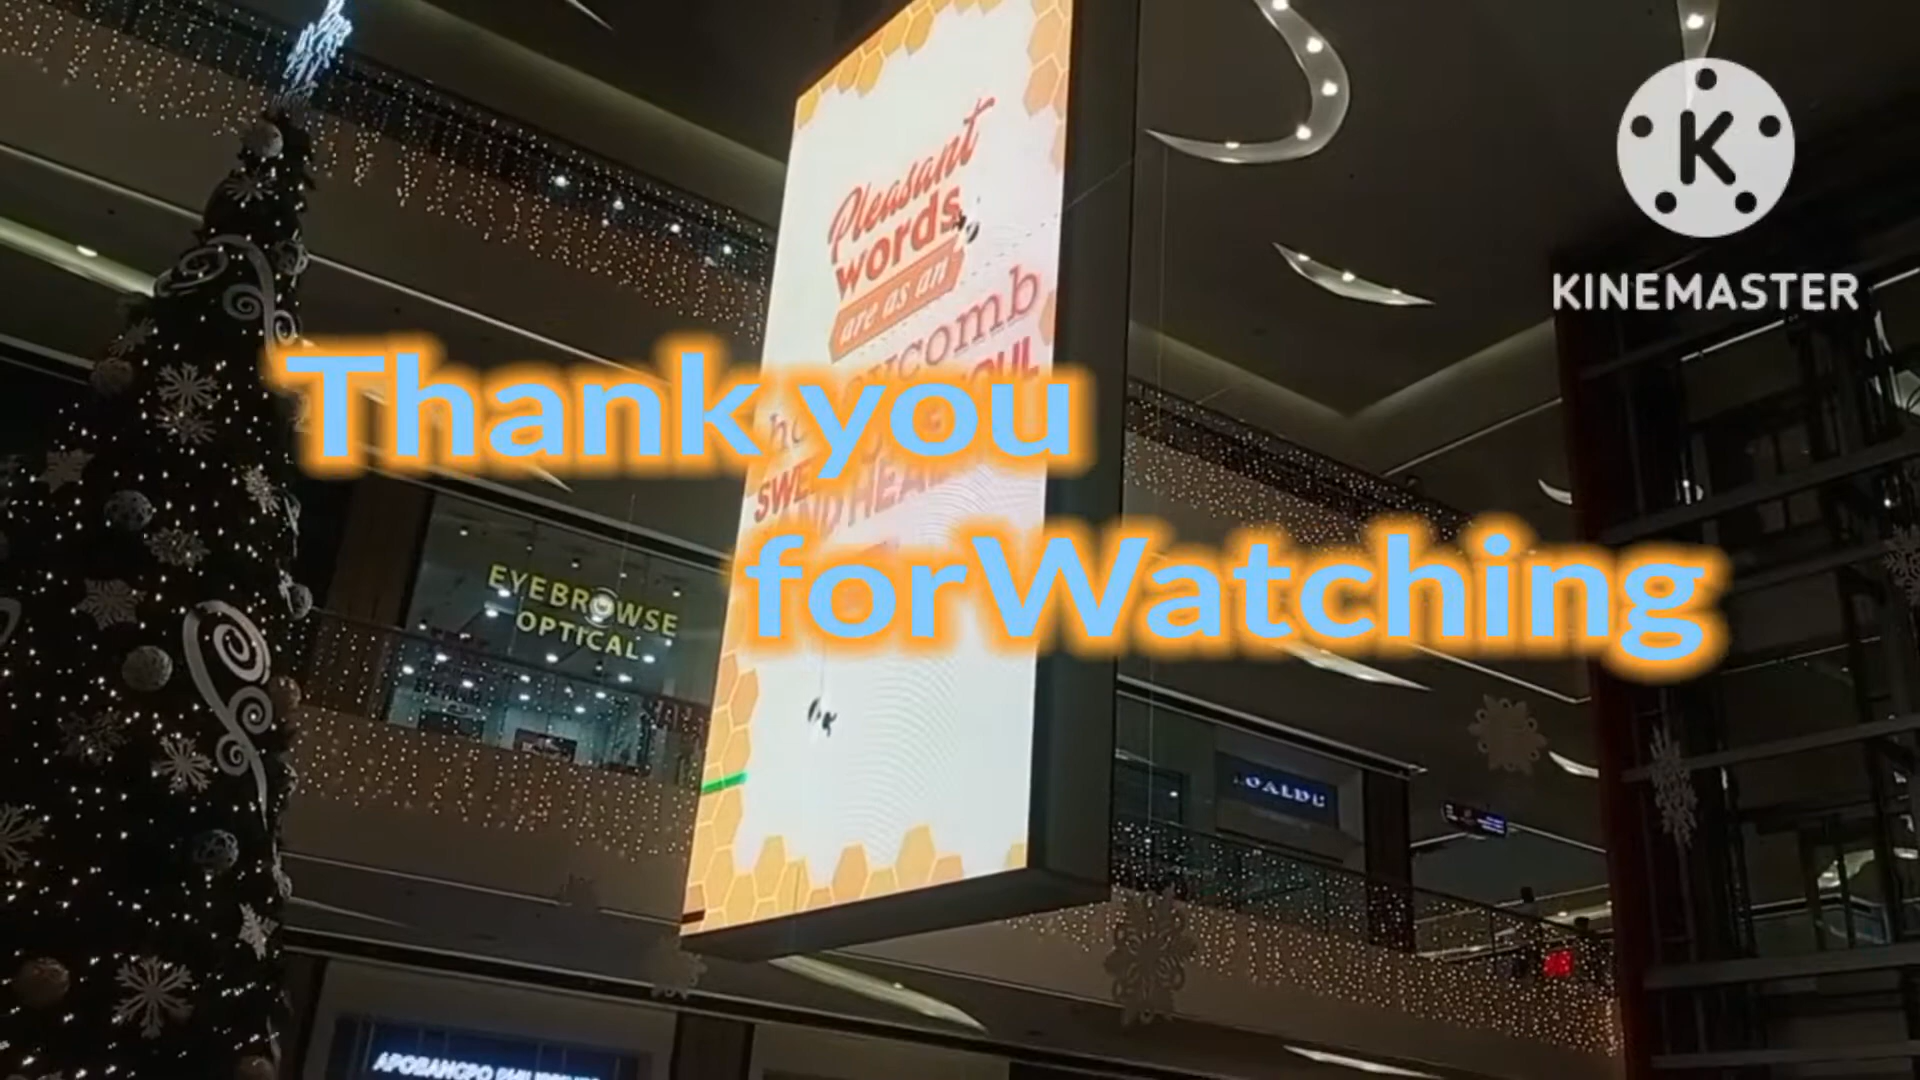 Pleasant
words
are as an
K
KINEMASTER
Thank you
forWatching
EYEBROWSE
OPTICAL